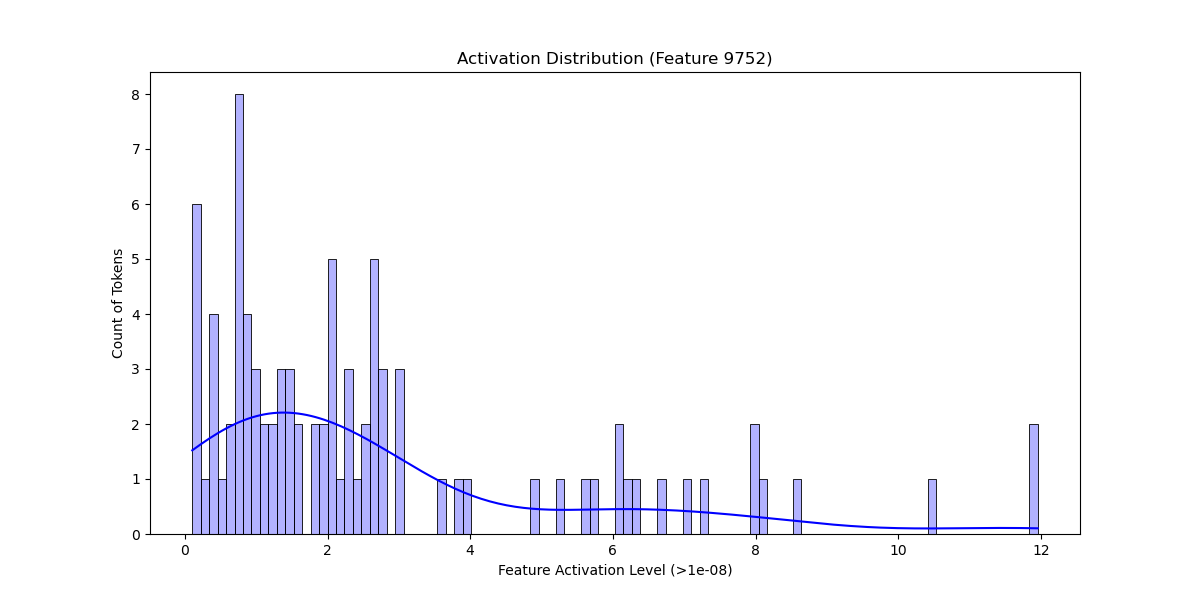 Activation Distribution (Feature 9752)
Count of Tokens
8
7
6
5
4
3
2
1
0
0 2 4 6 8 10 12
Feature Activation Level (>1e-08)